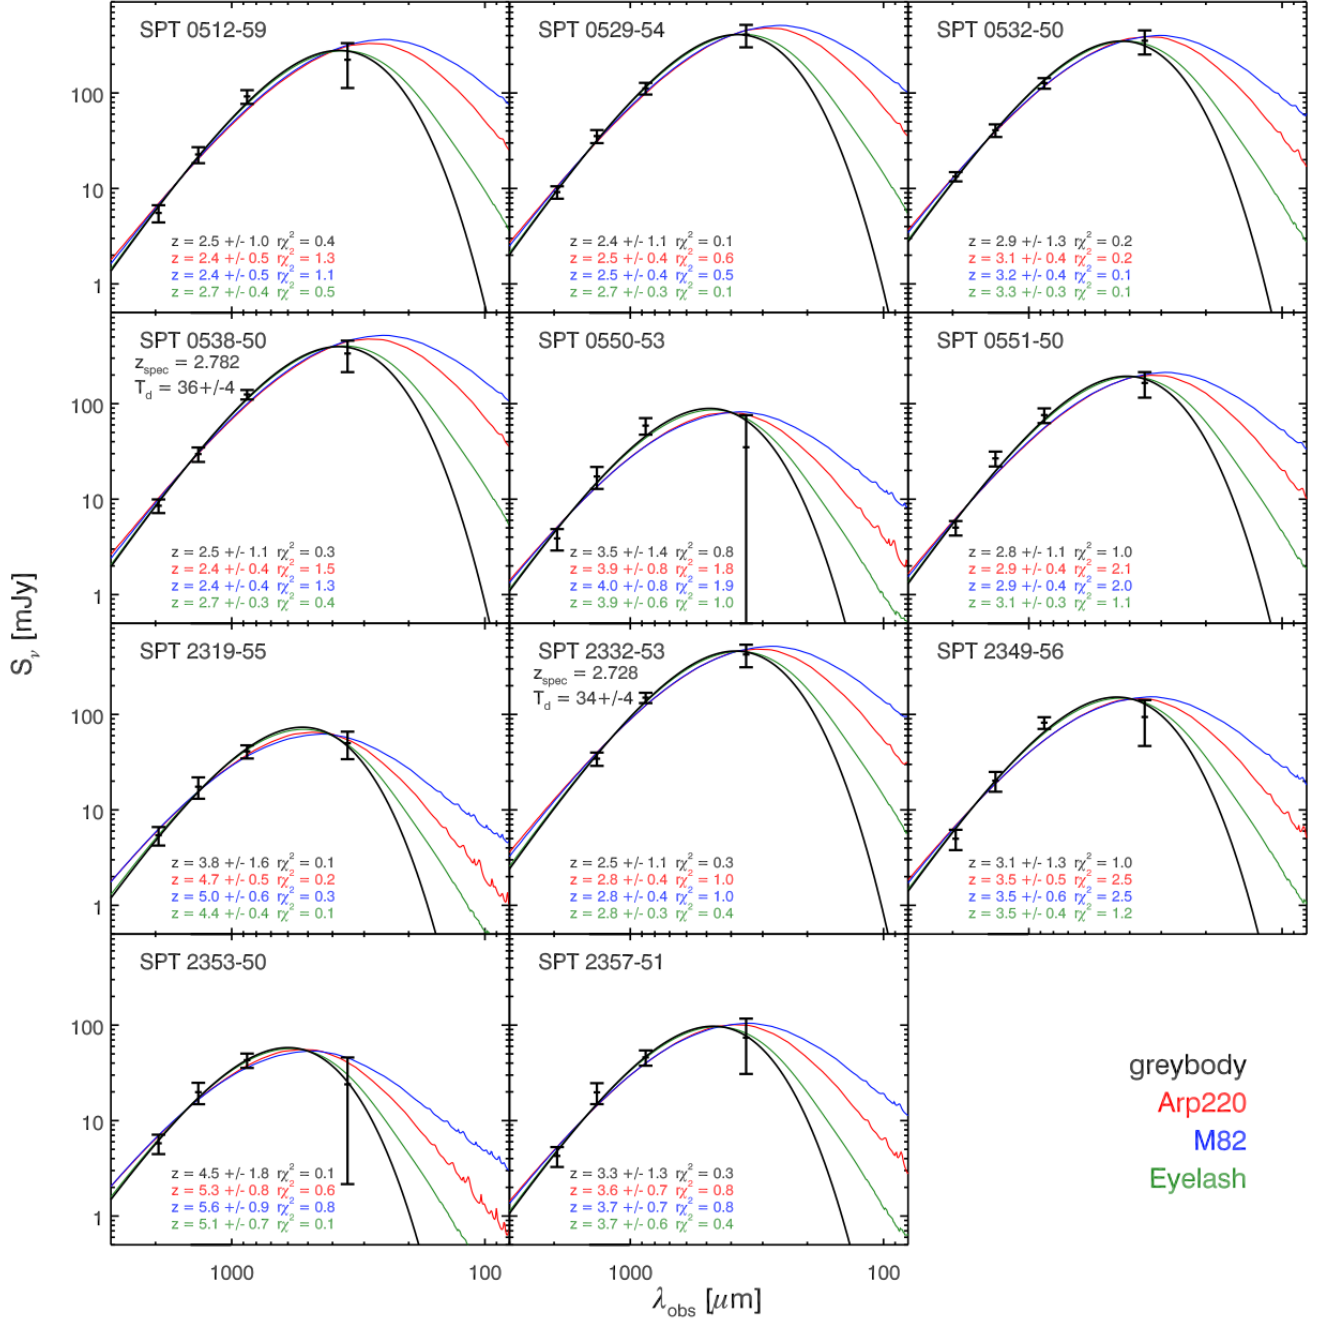 SPT 0512-59
z = 2.5 +/- 1.0 rχ² = 0.4
z = 2.4 +/- 0.5 rχ² = 1.3
z = 2.4 +/- 0.5 rχ² = 1.1
z = 2.7 +/- 0.4 rχ² = 0.5
100
10
1
SPT 0529-54
z = 2.4 +/- 1.1 rχ² = 0.1
z = 2.5 +/- 0.4 rχ² = 0.6
z = 2.5 +/- 0.4 rχ² = 0.5
z = 2.7 +/- 0.3 rχ² = 0.1
SPT 0532-50
z = 2.9 +/- 1.3 rχ² = 0.2
z = 3.1 +/- 0.4 rχ² = 0.2
z = 3.2 +/- 0.4 rχ² = 0.1
z = 3.3 +/- 0.3 rχ² = 0.1
SPT 0538-50
z_spec = 2.782
T_d = 36+/-4
z = 2.5 +/- 1.1 rχ² = 0.3
z = 2.4 +/- 0.4 rχ² = 1.5
z = 2.4 +/- 0.4 rχ² = 1.3
z = 2.7 +/- 0.3 rχ² = 0.4
100
10
1
SPT 0550-53
z = 3.5 +/- 1.4 rχ² = 0.8
z = 3.9 +/- 0.8 rχ² = 1.8
z = 4.0 +/- 0.8 rχ² = 1.9
z = 3.9 +/- 0.6 rχ² = 1.0
SPT 0551-50
z = 2.8 +/- 1.1 rχ² = 1.0
z = 2.9 +/- 0.4 rχ² = 2.1
z = 2.9 +/- 0.4 rχ² = 2.0
z = 3.1 +/- 0.3 rχ² = 1.1
S_ν [mJy]
SPT 2319-55
z = 3.8 +/- 1.6 rχ² = 0.1
z = 4.7 +/- 0.5 rχ² = 0.2
z = 5.0 +/- 0.6 rχ² = 0.3
z = 4.4 +/- 0.4 rχ² = 0.1
100
10
1
SPT 2332-53
z_spec = 2.728
T_d = 34+/-4
z = 2.5 +/- 1.1 rχ² = 0.3
z = 2.8 +/- 0.4 rχ² = 1.0
z = 2.8 +/- 0.4 rχ² = 1.0
z = 2.8 +/- 0.3 rχ² = 0.4
SPT 2349-56
z = 3.1 +/- 1.3 rχ² = 1.0
z = 3.5 +/- 0.5 rχ² = 2.5
z = 3.5 +/- 0.6 rχ² = 2.5
z = 3.5 +/- 0.4 rχ² = 1.2
SPT 2353-50
z = 4.5 +/- 1.8 rχ² = 0.1
z = 5.3 +/- 0.8 rχ² = 0.6
z = 5.6 +/- 0.9 rχ² = 0.8
z = 5.1 +/- 0.7 rχ² = 0.1
100
10
1
SPT 2357-51
z = 3.3 +/- 1.3 rχ² = 0.3
z = 3.6 +/- 0.7 rχ² = 0.8
z = 3.7 +/- 0.7 rχ² = 0.8
z = 3.7 +/- 0.6 rχ² = 0.4
greybody
Arp220
M82
Eyelash
1000 100 1000 100
λ_obs [μm]